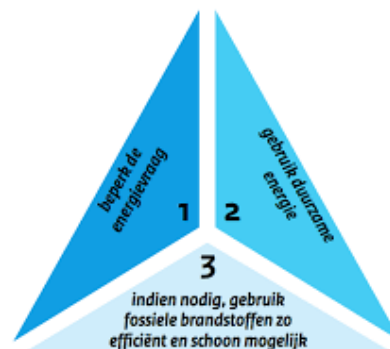 beperk de
energievraag
1
2
gebruik duurzame
energie
3
indien nodig, gebruik
fossiele brandstoffen zo
efficiënt en schoon mogelijk